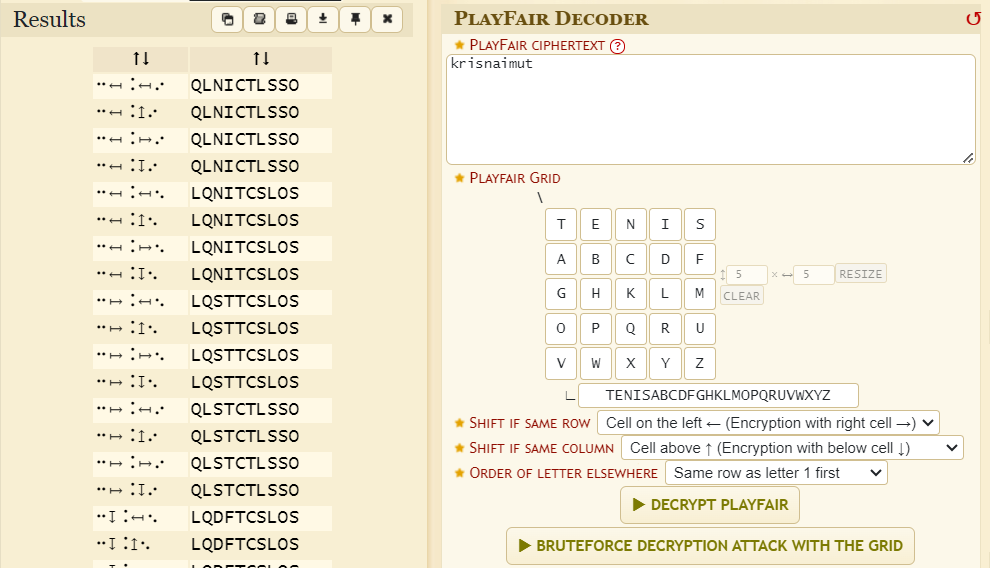 Results
↑↓ ↑↓
··↤ :↤.· QLNICTLSSO
··↤ :↥.· QLNICTLSSO
··↤ :↦.· QLNICTLSSO
··↤ :↧.· QLNICTLSSO
··↤ :↤·. LQNITCSLOS
··↤ :↥·. LQNITCSLOS
··↤ :↦·. LQNITCSLOS
··↤ :↧·. LQNITCSLOS
··↦ :↤·. LQSTTCSLOS
··↦ :↥·. LQSTTCSLOS
··↦ :↦·. LQSTTCSLOS
··↦ :↧·. LQSTTCSLOS
··↦ :↤.· QLSTCTLSSO
··↦ :↥.· QLSTCTLSSO
··↦ :↦.· QLSTCTLSSO
··↦ :↧.· QLSTCTLSSO
··↧ :↤·. LQDFTCSLOS
··↧ :↥·. LQDFTCSLOS
PlayFair Decoder
★ PlayFair ciphertext (?)
krisnaimut
★ Playfair Grid
\
T E N I S
A B C D F
G H K L M
O P Q R U
V W X Y Z
↕ 5 × ↔ 5 RESIZE
CLEAR
TENISABCDFGHKLMOPQRUVWXYZ
★ Shift if same row Cell on the left ← (Encryption with right cell →)
★ Shift if same column Cell above ↑ (Encryption with below cell ↓)
★ Order of letter elsewhere Same row as letter 1 first
▶ DECRYPT PLAYFAIR
▶ BRUTEFORCE DECRYPTION ATTACK WITH THE GRID